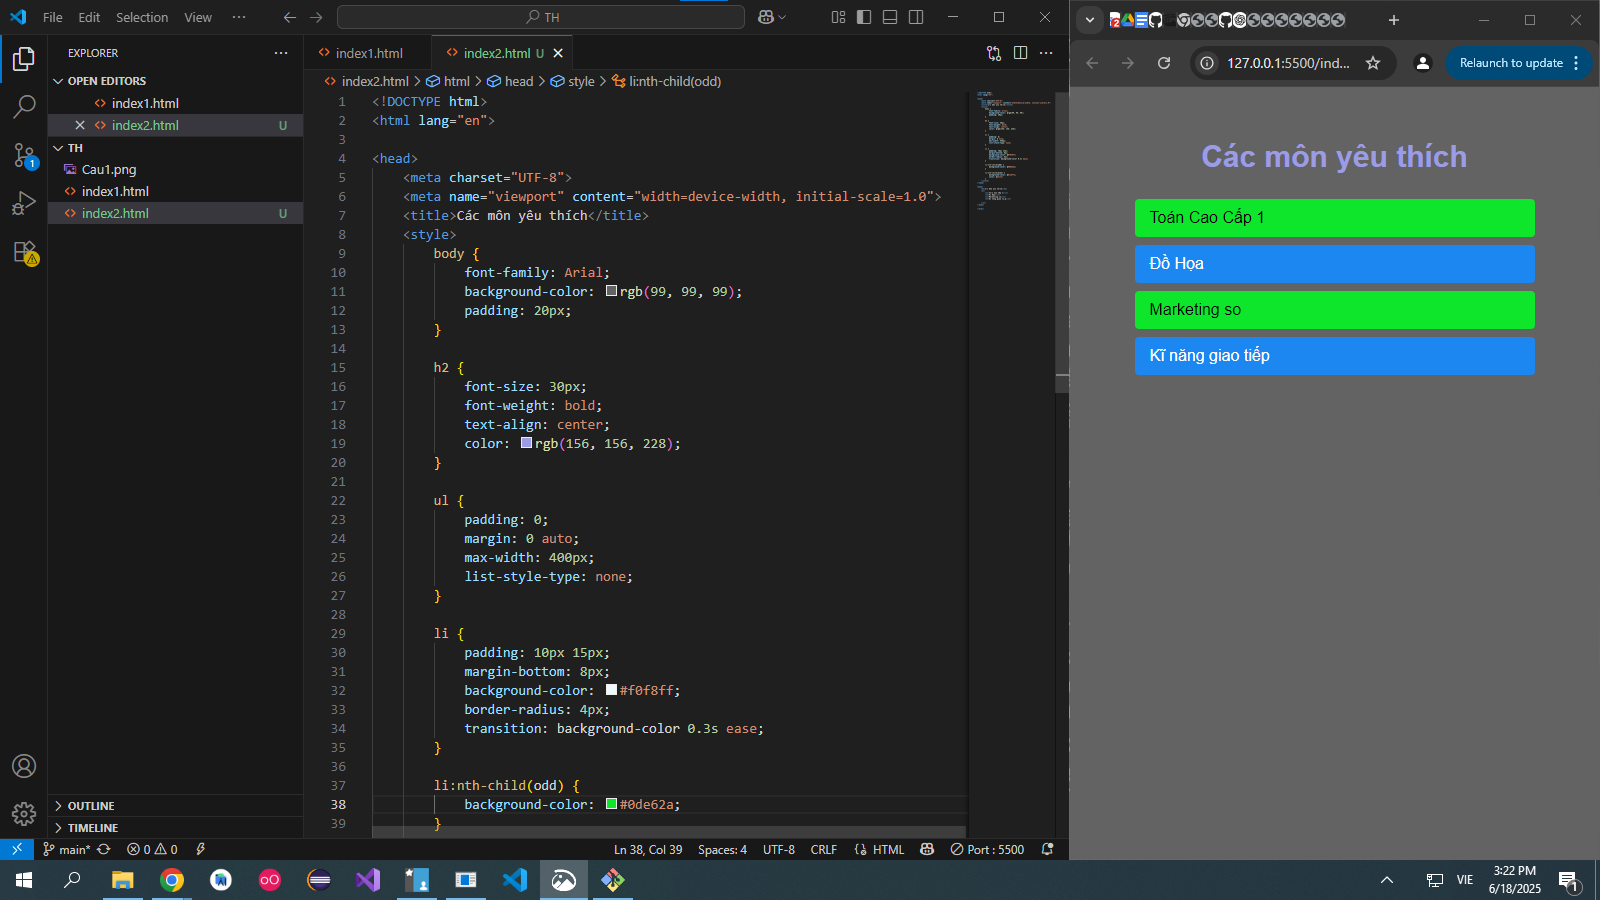 File Edit Selection View ··· TH
EXPLORER ···
OPEN EDITORS
index1.html
index2.html U
TH
Cau1.png
index1.html
index2.html U
OUTLINE
TIMELINE
index1.html index2.html U
index2.html > html > head > style > li:nth-child(odd)
1 <!DOCTYPE html>
2 <html lang="en">
3
4 <head>
5 <meta charset="UTF-8">
6 <meta name="viewport" content="width=device-width, initial-scale=1.0">
7 <title>Các môn yêu thích</title>
8 <style>
9 body {
10 font-family: Arial;
11 background-color: rgb(99, 99, 99);
12 padding: 20px;
13 }
14
15 h2 {
16 font-size: 30px;
17 font-weight: bold;
18 text-align: center;
19 color: rgb(156, 156, 228);
20 }
21
22 ul {
23 padding: 0;
24 margin: 0 auto;
25 max-width: 400px;
26 list-style-type: none;
27 }
28
29 li {
30 padding: 10px 15px;
31 margin-bottom: 8px;
32 background-color: #f0f8ff;
33 border-radius: 4px;
34 transition: background-color 0.3s ease;
35 }
36
37 li:nth-child(odd) {
38 background-color: #0de62a;
39 }
main* 0 0 Ln 38, Col 39 Spaces: 4 UTF-8 CRLF HTML Port : 5500
127.0.0.1:5500/ind... Relaunch to update
Các môn yêu thích
Toán Cao Cấp 1
Đồ Họa
Marketing so
Kĩ năng giao tiếp
VIE
3:22 PM
6/18/2025
1